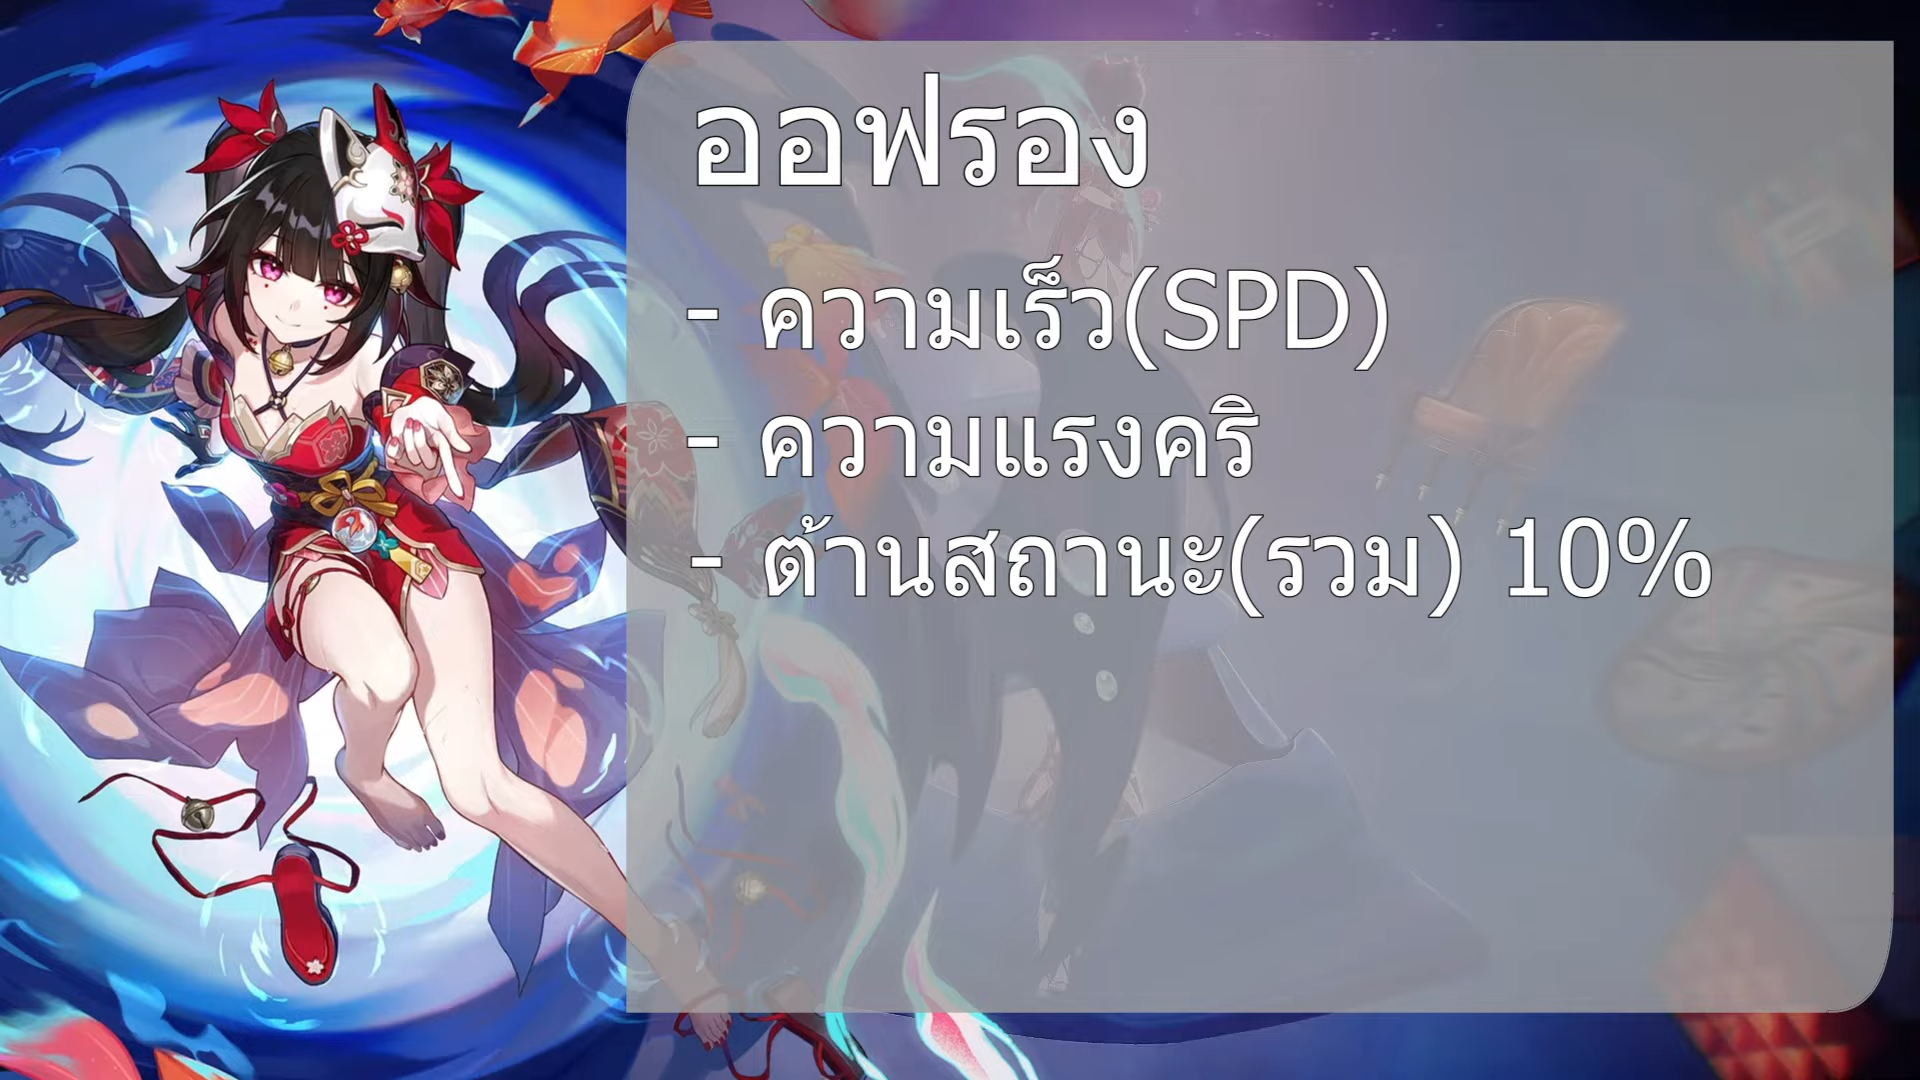 ออฟรอง
- ความเร็ว(SPD)
- ความแรงคริ
- ต้านสถานะ(รวม) 10%